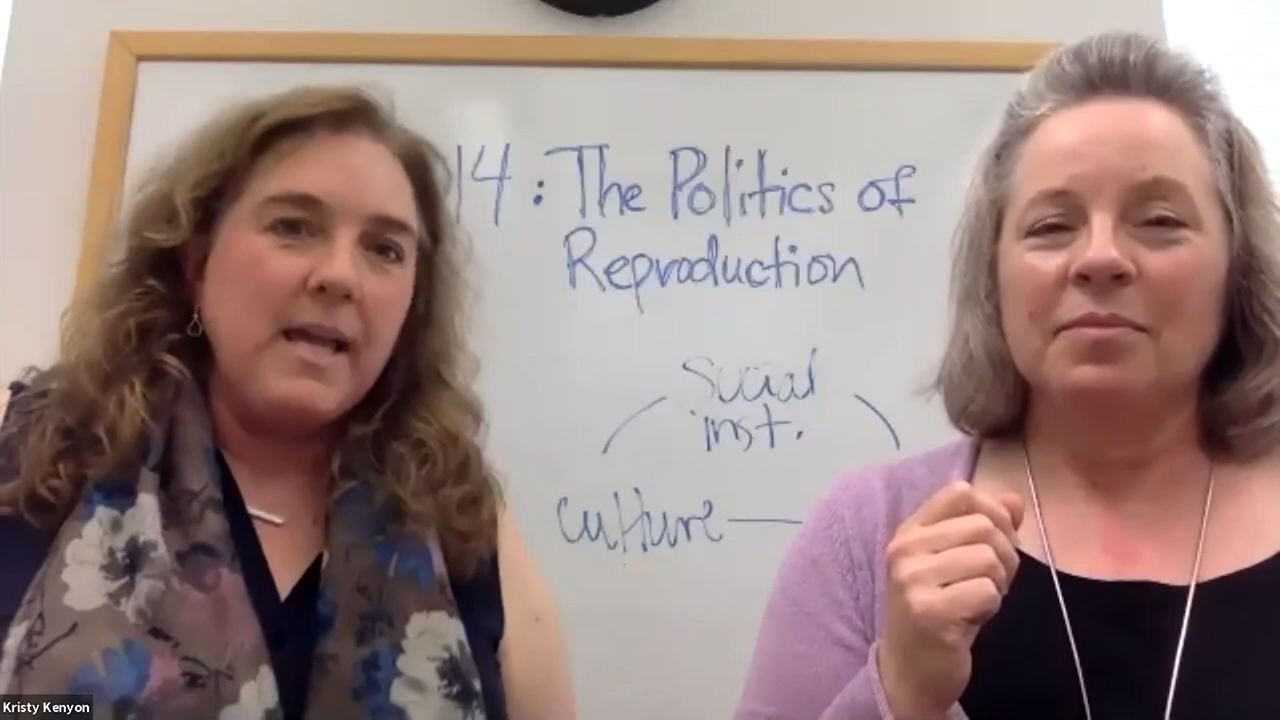 14: The Politics of
Reproduction
Social
inst.
culture
Kristy Kenyon